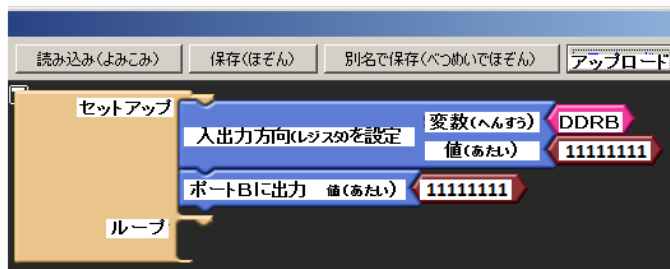 読み込み(よみこみ) 保存(ほぞん) 別名で保存(べつめいでほぞん) アップロード
セットアップ
入出力方向(レジスタ)を設定 変数(へんすう) DDRB
値(あたい) 11111111
ポートBに出力 値(あたい) 11111111
ループ